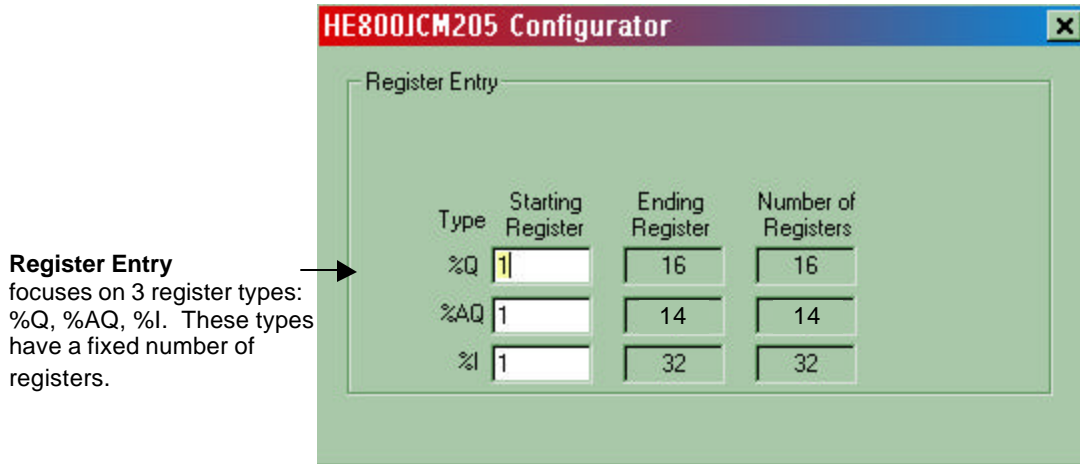 HE800JCM205 Configurator
Register Entry
Type Starting Register Ending Register Number of Registers
%Q 1 16 16
%AQ 1 14 14
%I 1 32 32
Register Entry
focuses on 3 register types:
%Q, %AQ, %I. These types
have a fixed number of
registers.